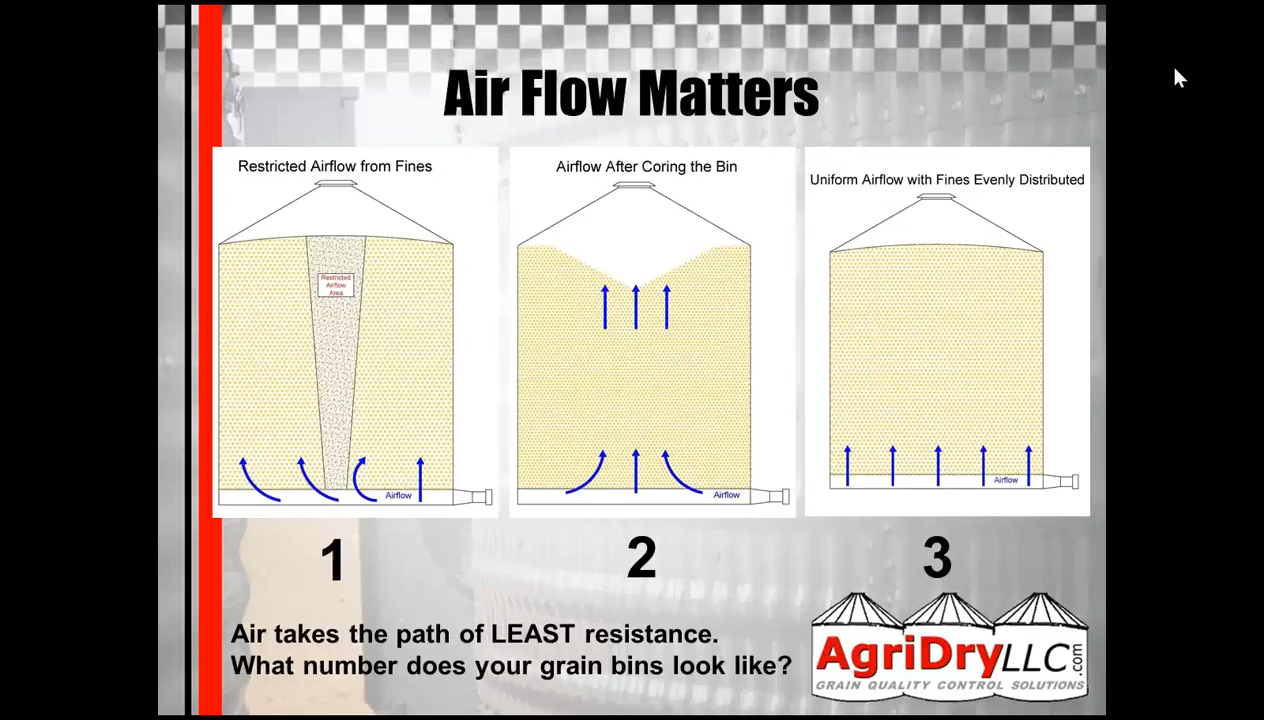 Air Flow Matters
Restricted Airflow from Fines
Restricted
Airflow
Area
Airflow
1
Airflow After Coring the Bin
Airflow
2
Uniform Airflow with Fines Evenly Distributed
Airflow
3
Air takes the path of LEAST resistance.
What number does your grain bins look like?
AgriDryLLC.com
GRAIN QUALITY CONTROL SOLUTIONS